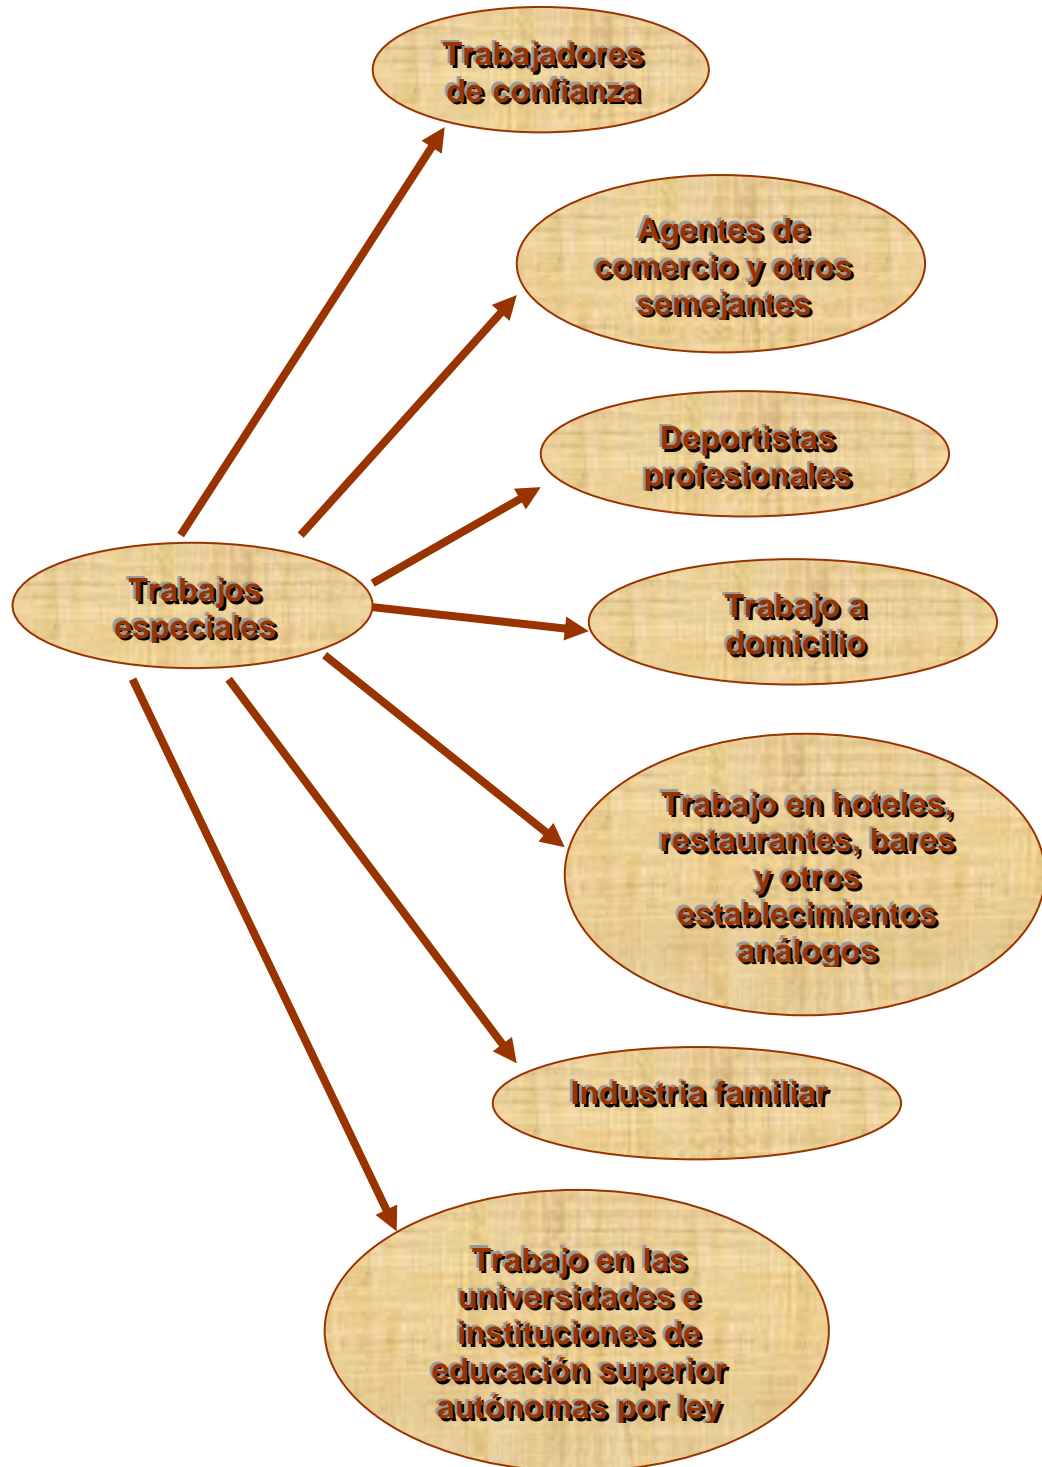 Trabajadores
de confianza
Agentes de
comercio y otros
semejantes
Deportistas
profesionales
Trabajos
especiales
Trabajo a
domicilio
Trabajo en hoteles,
restaurantes, bares
y otros
establecimientos
análogos
Industria familiar
Trabajo en las
universidades e
instituciones de
educación superior
autónomas por ley